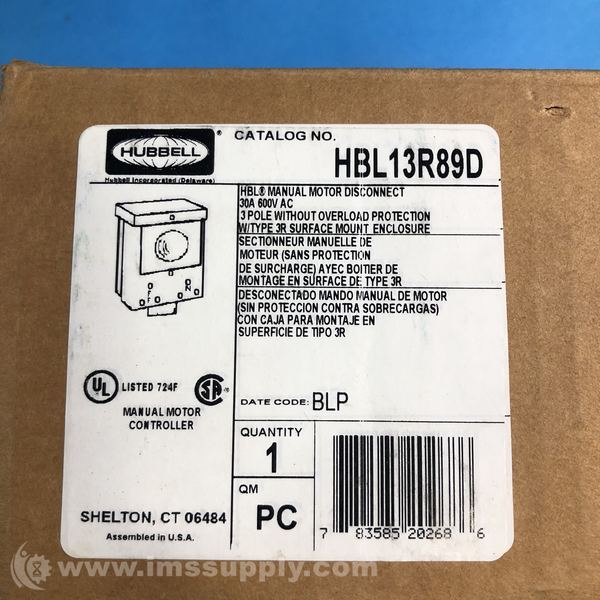 HUBBELL
®
Hubbell Incorporated (Delaware)
CATALOG NO.
HBL13R89D
HBL® MANUAL MOTOR DISCONNECT
30A 600V AC
3 POLE WITHOUT OVERLOAD PROTECTION
W/TYPE 3R SURFACE MOUNT ENCLOSURE
SECTIONNEUR MANUELLE DE
MOTEUR (SANS PROTECTION
DE SURCHARGE) AVEC BOITIER DE
MONTAGE EN SURFACE DE TYPE 3R
DESCONECTADO MANDO MANUAL DE MOTOR
(SIN PROTECCION CONTRA SOBRECARGAS)
CON CAJA PARA MONTAJE EN
SUPERFICIE DE TIPO 3R
OFF
ON
UL LISTED 724F
SA
MANUAL MOTOR
CONTROLLER
DATE CODE: BLP
QUANTITY
1
QM
PC
SHELTON, CT 06484
Assembled in U.S.A.
7 83585 20268 6
www.imssupply.com